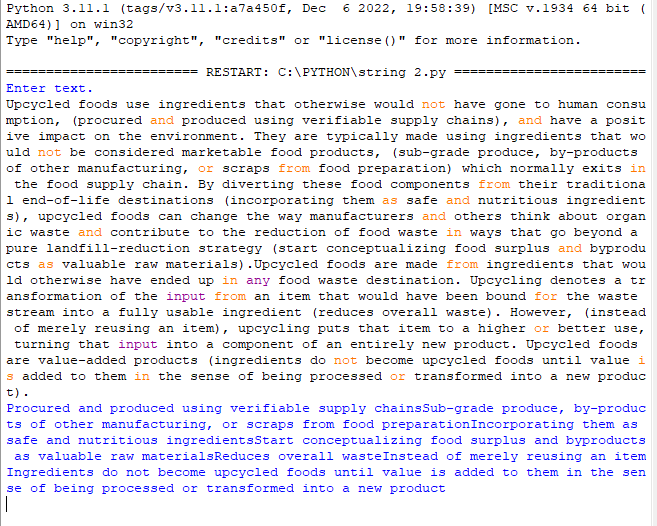 Python 3.11.1 (tags/v3.11.1:a7a450f, Dec  6 2022, 19:58:39) [MSC v.1934 64 bit (
AMD64)] on win32
Type "help", "copyright", "credits" or "license()" for more information.
======================== RESTART: C:\PYTHON\string 2.py ========================
Enter text.
Upcycled foods use ingredients that otherwise would not have gone to human consu
mption, (procured and produced using verifiable supply chains), and have a posit
ive impact on the environment. They are typically made using ingredients that wo
uld not be considered marketable food products, (sub-grade produce, by-products
of other manufacturing, or scraps from food preparation) which normally exits in
 the food supply chain. By diverting these food components from their traditiona
l end-of-life destinations (incorporating them as safe and nutritious ingredient
s), upcycled foods can change the way manufacturers and others think about organ
ic waste and contribute to the reduction of food waste in ways that go beyond a
pure landfill-reduction strategy (start conceptualizing food surplus and byprodu
cts as valuable raw materials).Upcycled foods are made from ingredients that wou
ld otherwise have ended up in any food waste destination. Upcycling denotes a tr
ansformation of the input from an item that would have been bound for the waste
stream into a fully usable ingredient (reduces overall waste). However, (instead
 of merely reusing an item), upcycling puts that item to a higher or better use,
 turning that input into a component of an entirely new product. Upcycled foods
are value-added products (ingredients do not become upcycled foods until value i
s added to them in the sense of being processed or transformed into a new produc
t).
Procured and produced using verifiable supply chainsSub-grade produce, by-produc
ts of other manufacturing, or scraps from food preparationIncorporating them as
safe and nutritious ingredientsStart conceptualizing food surplus and byproducts
 as valuable raw materialsReduces overall wasteInstead of merely reusing an item
Ingredients do not become upcycled foods until value is added to them in the sen
se of being processed or transformed into a new product